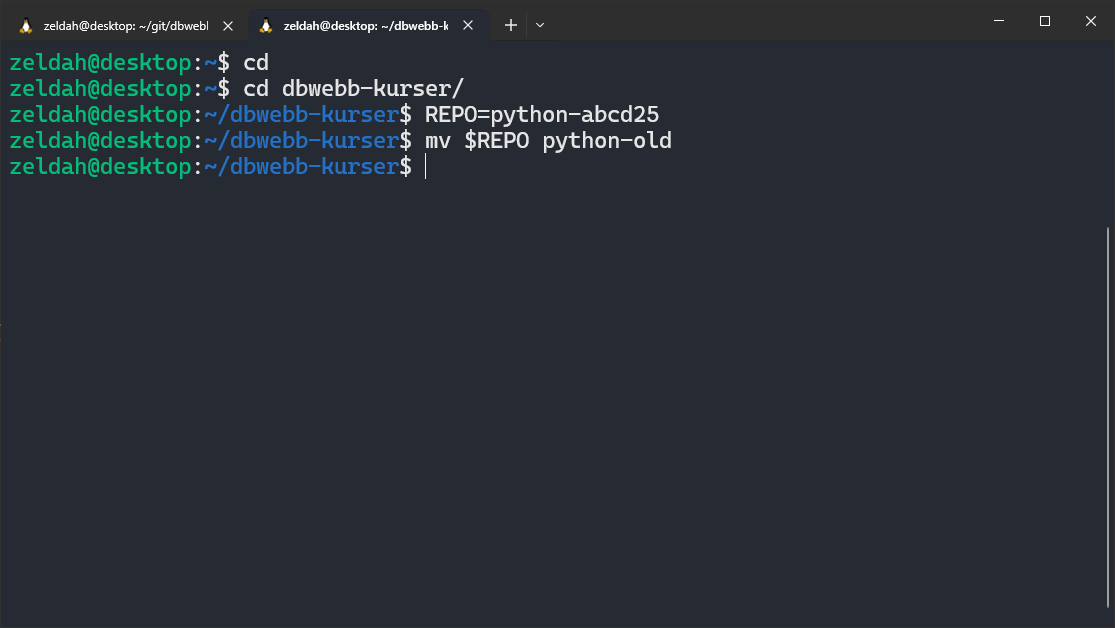 zeldah@desktop: ~/git/dbwebl
zeldah@desktop: ~/dbwebb-k
zeldah@desktop:~$ cd
zeldah@desktop:~$ cd dbwebb-kurser/
zeldah@desktop:~/dbwebb-kurser$ REPO=python-abcd25
zeldah@desktop:~/dbwebb-kurser$ mv $REPO python-old
zeldah@desktop:~/dbwebb-kurser$